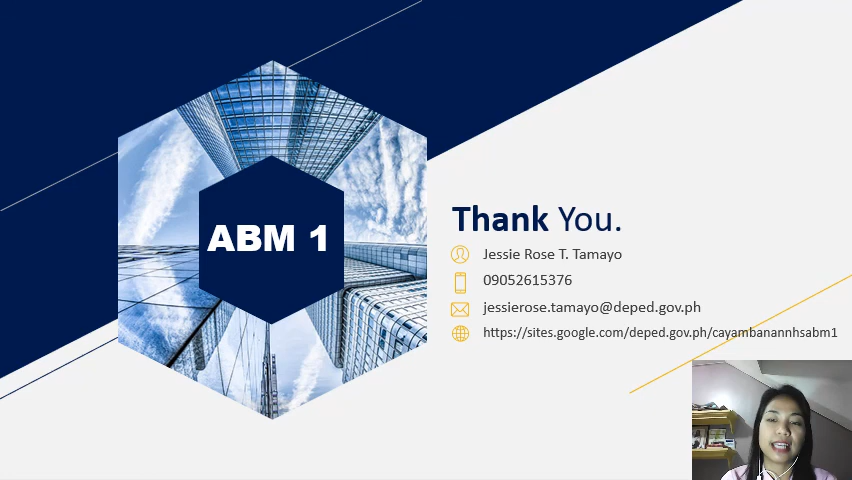 ABM 1
Thank You.
Jessie Rose T. Tamayo
09052615376
jessierose.tamayo@deped.gov.ph
https://sites.google.com/deped.gov.ph/cayambanannhsabm1